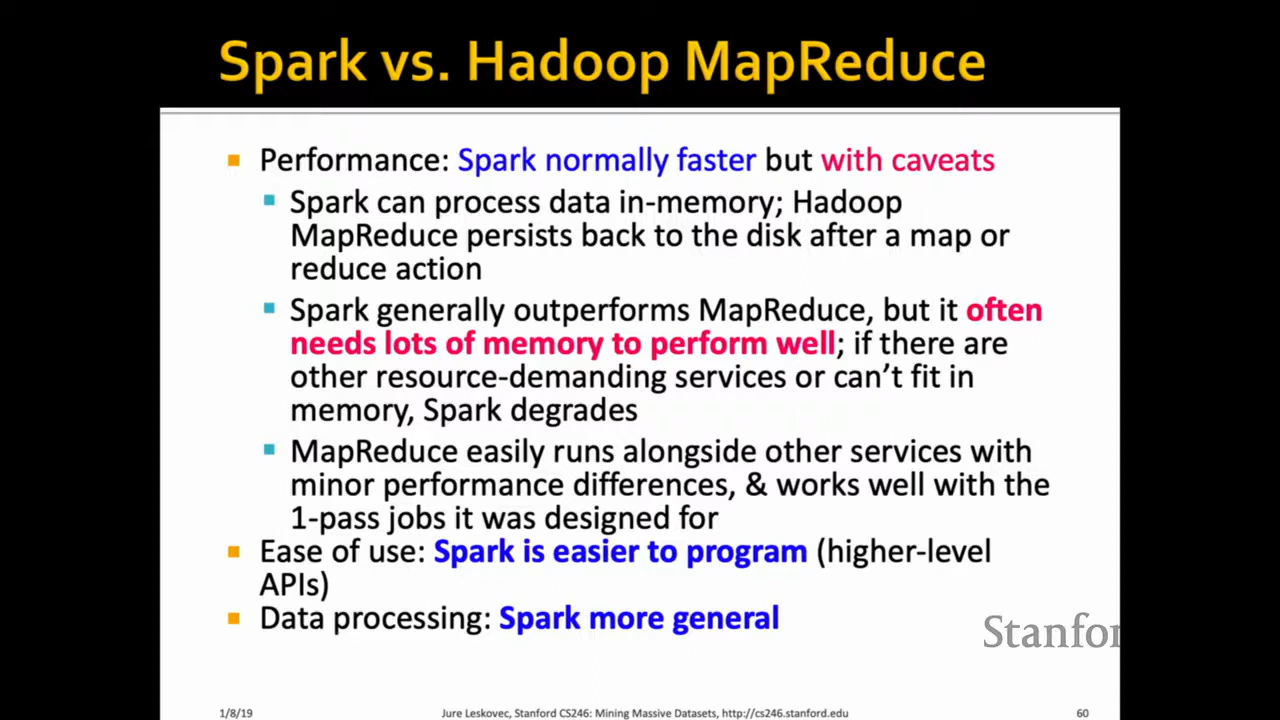 Spark vs. Hadoop MapReduce
Performance: Spark normally faster but with caveats
Spark can process data in-memory; Hadoop
MapReduce persists back to the disk after a map or
reduce action
Spark generally outperforms MapReduce, but it often
needs lots of memory to perform well; if there are
other resource-demanding services or can't fit in
memory, Spark degrades
MapReduce easily runs alongside other services with
minor performance differences, & works well with the
1-pass jobs it was designed for
Ease of use: Spark is easier to program (higher-level
APIs)
Data processing: Spark more general
Stanfor
1/8/19 Jure Leskovec, Stanford CS246: Mining Massive Datasets, http://cs246.stanford.edu 60